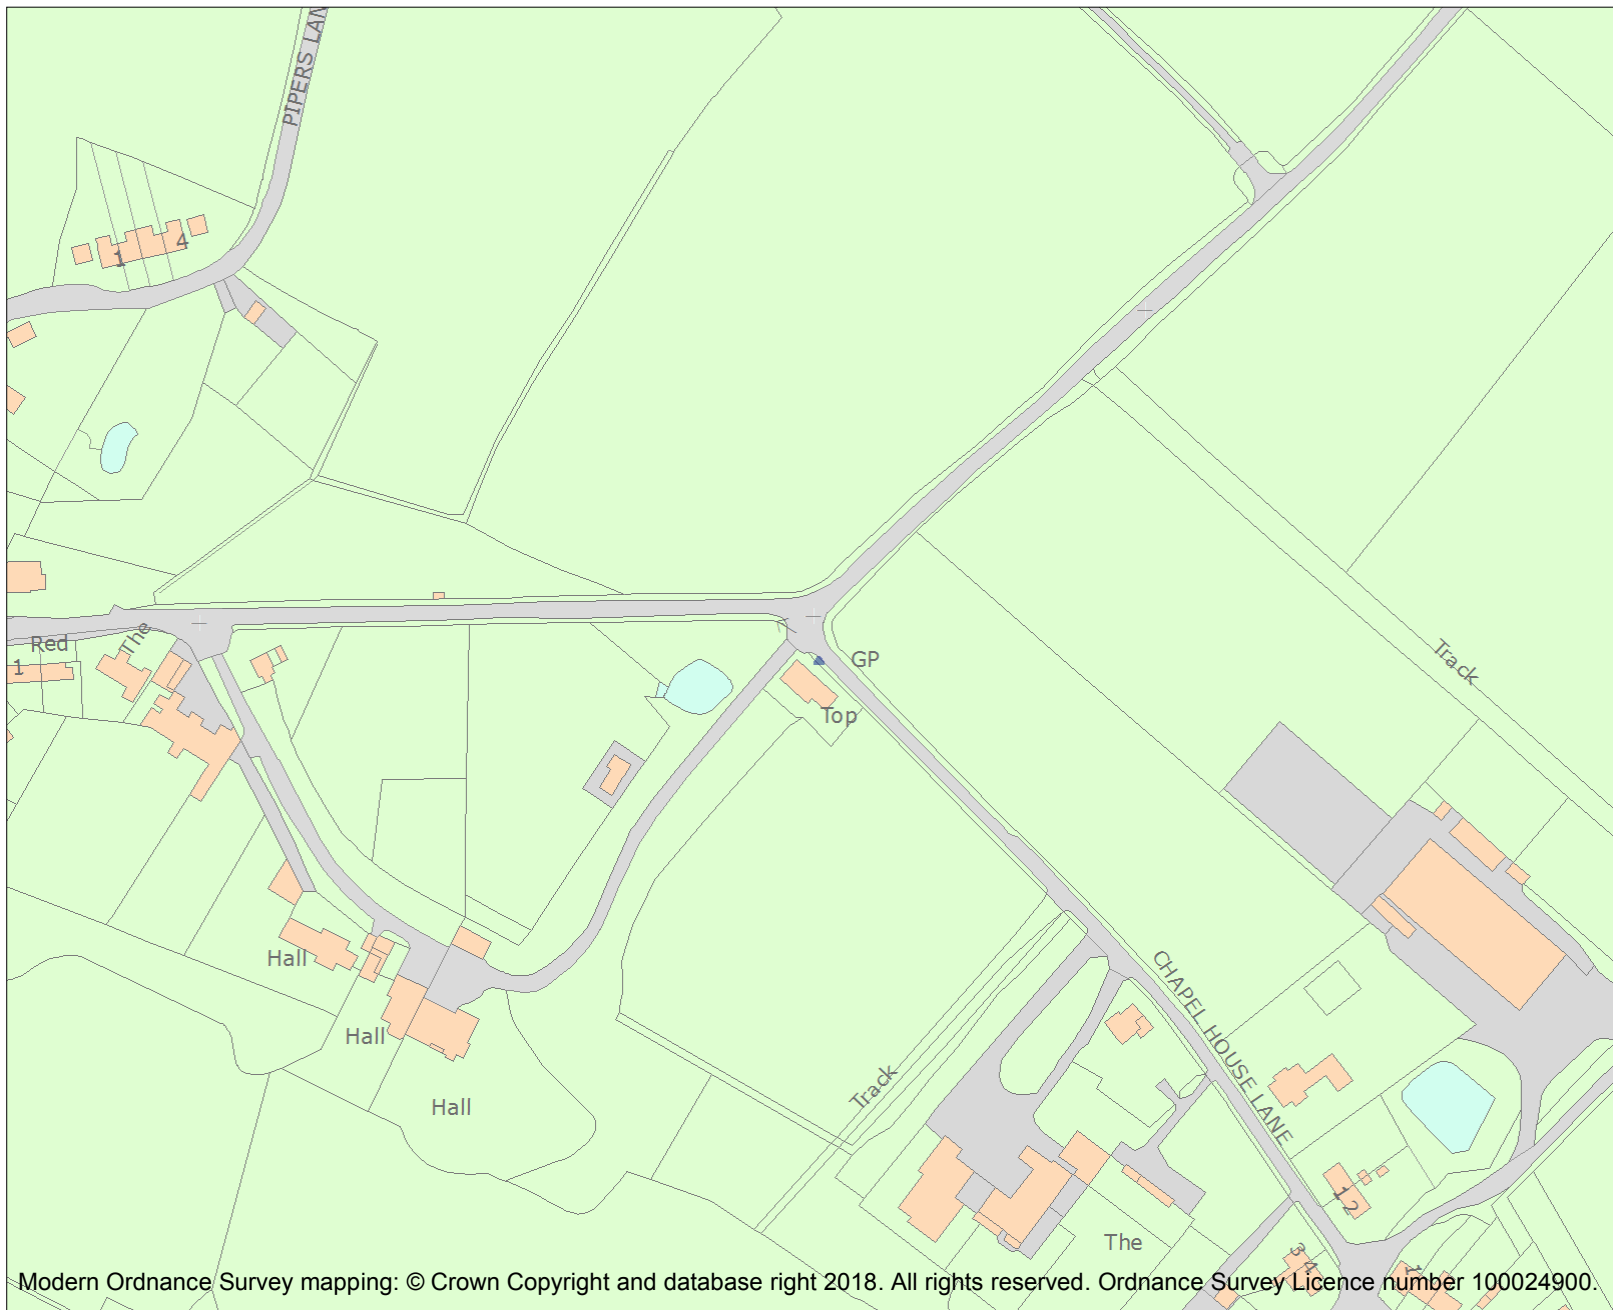 PIPERS LAN
4
1
The
Red
1
GP
Top
Track
Hall
Hall
Hall
Track
CHAPEL HOUSE LANE
1 2
The
3 4
1
Modern Ordnance Survey mapping: © Crown Copyright and database right 2018. All rights reserved. Ordnance Survey Licence number 100024900.